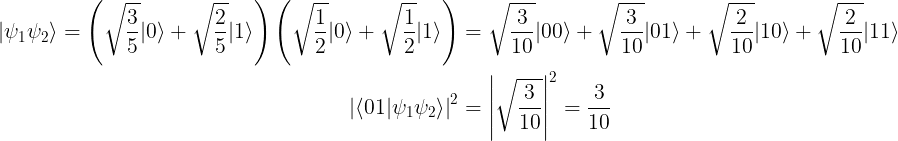 |ψ₁ψ₂⟩ = (√(3/5)|0⟩ + √(2/5)|1⟩)(√(1/2)|0⟩ + √(1/2)|1⟩) = √(3/10)|00⟩ + √(3/10)|01⟩ + √(2/10)|10⟩ + √(2/10)|11⟩
|⟨01|ψ₁ψ₂⟩|² = |√(3/10)|² = 3/10